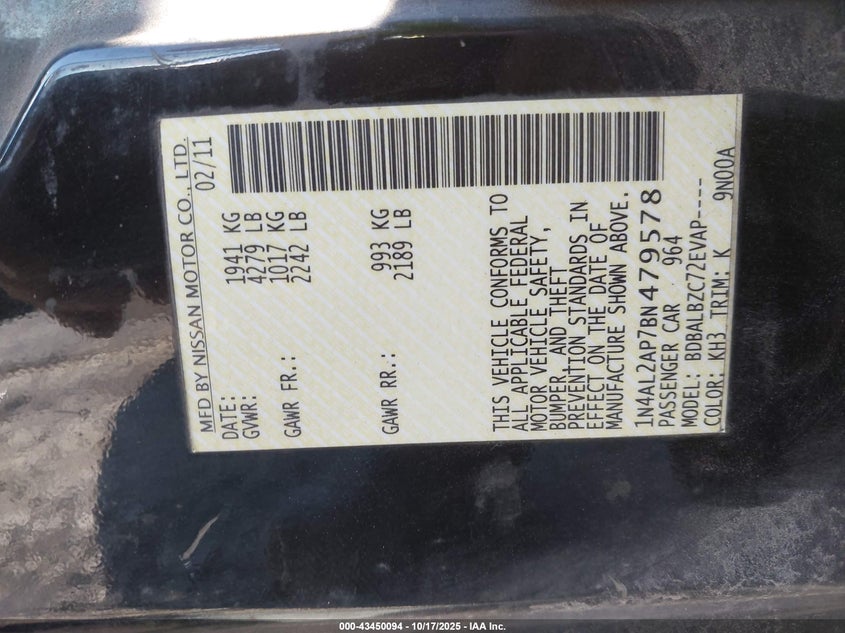 MFD BY NISSAN MOTOR CO., LTD.
DATE: 02/11
GVWR: 1941 KG
4279 LB
GAWR FR.: 1017 KG
2242 LB
GAWR RR.: 993 KG
2189 LB
THIS VEHICLE CONFORMS TO
ALL APPLICABLE FEDERAL
MOTOR VEHICLE SAFETY,
BUMPER, AND THEFT
PREVENTION STANDARDS IN
EFFECT ON THE DATE OF
MANUFACTURE SHOWN ABOVE.
1N4AL2AP7BN479578
PASSENGER CAR 964
MODEL: BDBALBZC72EVAP----
COLOR: KH3 TRIM: K 9N00A
000-43450094 - 10/17/2025 - IAA Inc.